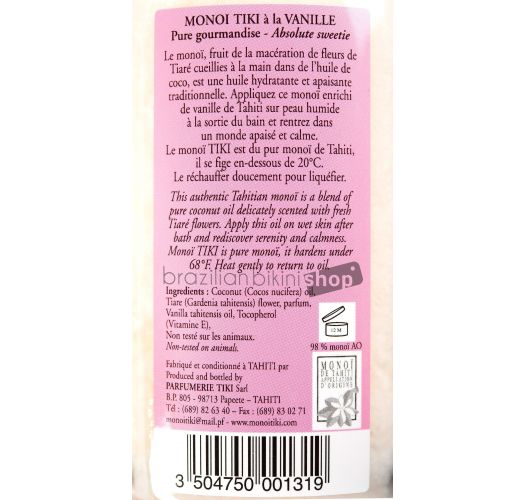 MONOI TIKI à la VANILLE
Pure gourmandise - Absolute sweetie
Le monoï, fruit de la macération de fleurs de
Tiaré cueillies à la main dans de l'huile de
coco, est une huile hydratante et apaisante
traditionnelle. Appliquez ce monoï enrichi
de vanille de Tahiti sur peau humide
à la sortie du bain et rentrez dans
un monde apaisé et calme.
Le monoï TIKI est du pur monoï de Tahiti,
il se fige en-dessous de 20°C.
Le réchauffer doucement pour liquéfier.
This authentic Tahitian monoï is a blend of
pure coconut oil delicately scented with fresh
Tiaré flowers. Apply this oil on wet skin after
bath and rediscover serenity and calmness.
Monoï TIKI is pure monoï, it hardens under
68°F. Heat gently to return to oil.
brazilianbikinishop
Ingredients : Coconut (Cocos nucifera) oil,
Tiare (Gardenia tahitensis) flower, parfum,
Vanilla tahitensis oil, Tocopherol
(Vitamine E),
Non testé sur les animaux.
Non-tested on animals.
12 M
98 % monoï AO
MONOÏ
DE TAHITI
APPELLATION
D'ORIGINE
Fabriqué et conditionné à TAHITI par
Produced and bottled by
PARFUMERIE TIKI Sarl
B.P. 805 - 98713 Papeete - TAHITI
Tél : (689) 82 63 40 – Fax : (689) 83 02 71
monoitiki@mail.pf - www.monoitiki.com
3 504750 001319